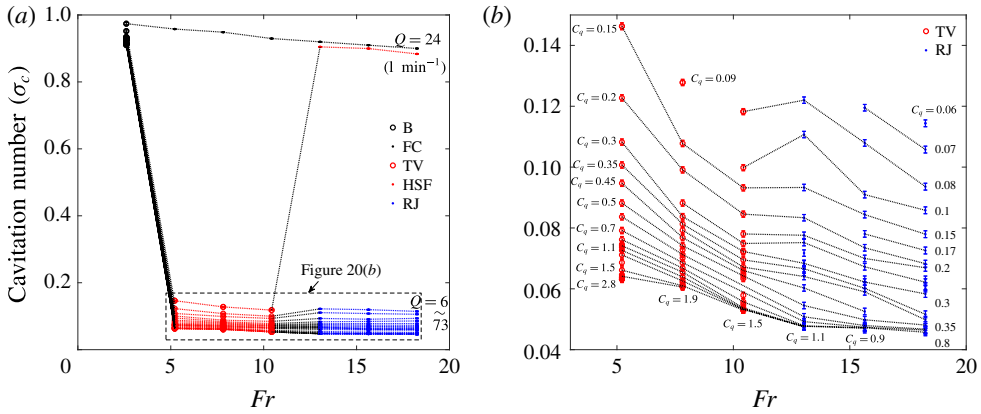 (a)
1.0
0.8
0.6
0.4
0.2
0
5
10
15
20
Cavitation number (σc)
Fr
Q = 24
(l min⁻¹)
B
FC
TV
HSF
RJ
Figure 20(b)
Q = 6
~
73
(b)
0.14
0.12
0.10
0.08
0.06
0.04
5
10
15
20
Fr
TV
RJ
Cq = 0.15
Cq = 0.09
Cq = 0.2
Cq = 0.3
Cq = 0.35
Cq = 0.45
Cq = 0.5
Cq = 0.7
Cq = 1.1
Cq = 1.5
Cq = 2.8
Cq = 1.9
Cq = 1.5
Cq = 1.1
Cq = 0.9
Cq = 0.06
0.07
0.08
0.1
0.15
0.17
0.2
0.3
0.35
0.8